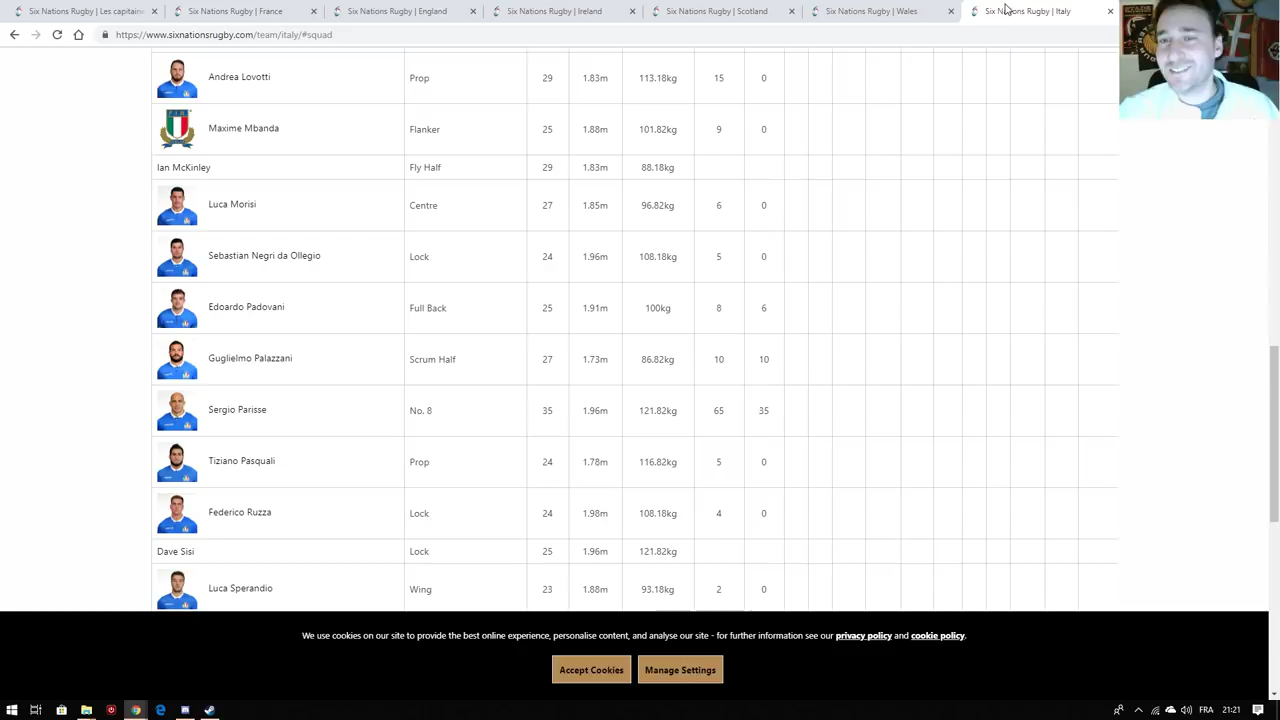 Six Nations Rugby | Les capitaine
Six Nations Rugby | France
Six Nations Rugby | England
Six Nations Rugby | Ireland
Six Nations Rugby | Scotland
Six Nations Rugby | Wales
Six Nations Rugby | Italy
https://www.sixnationsrugby.com/team/italy/#squad
Andrea Lovotti Prop 29 1.83m 113.18kg 15 0
Maxime Mbanda Flanker 25 1.88m 101.82kg 9 0
Ian McKinley Fly Half 29 1.83m 88.18kg
Luca Morisi Centre 27 1.85m 96.82kg 6 0
Sebastian Negri da Ollegio Lock 24 1.96m 108.18kg 5 0
Edoardo Padovani Full Back 25 1.91m 100kg 8 6
Guglielmo Palazzani Scrum Half 27 1.73m 86.82kg 10 10
Sergio Parisse No. 8 35 1.96m 121.82kg 65 35
Tiziano Pasquali Prop 24 1.78m 116.82kg 5 0
Federico Ruzza Lock 24 1.98m 108.18kg 4 0
Dave Sisi Lock 25 1.96m 121.82kg
Luca Sperandio Wing 23 1.88m 93.18kg 2 0
We use cookies on our site to provide the best online experience, personalise content, and analyse our site - for further information see our privacy policy and cookie policy.
Accept Cookies Manage Settings
FRA 21:21